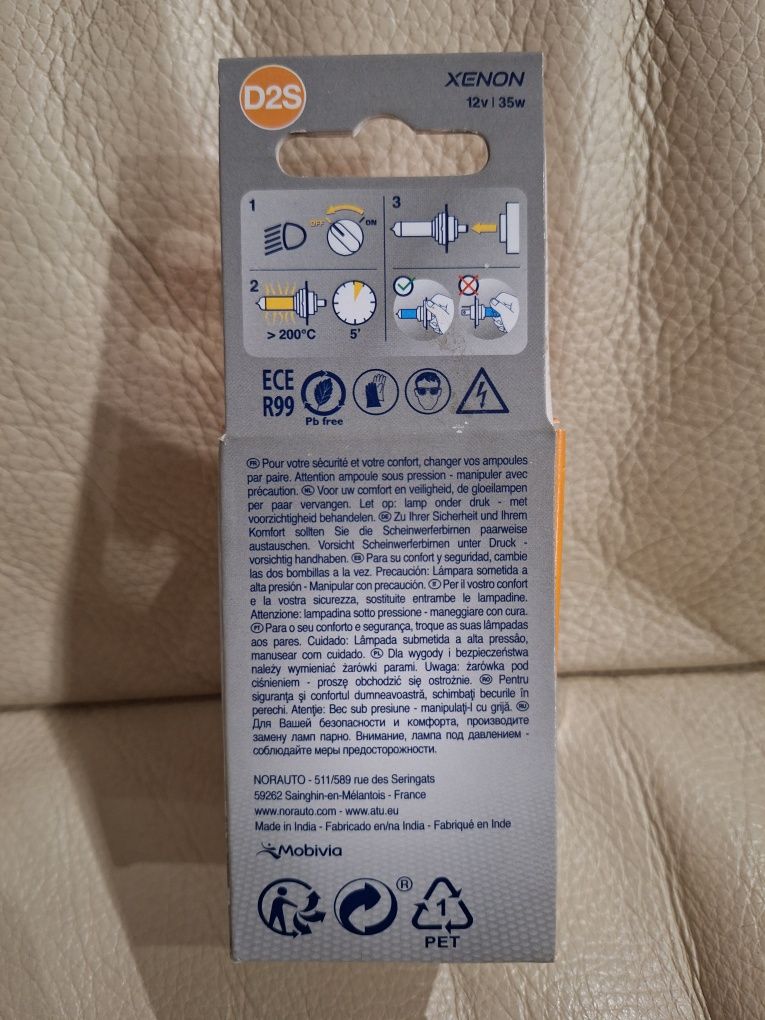 D2S
XENON
12v | 35w
1
OFF
ON
3
2
> 200°C
5'
ECE
R99
Pb free
FR Pour votre sécurité et votre confort, changer vos ampoules
par paire. Attention ampoule sous pression - manipuler avec
précaution. NL Voor uw comfort en veiligheid, de gloeilampen
per paar vervangen. Let op: lamp onder druk - met
voorzichtigheid behandelen. DE Zu Ihrer Sicherheit und Ihrem
Komfort sollten Sie die Scheinwerferbirnen paarweise
austauschen. Vorsicht Scheinwerferbirnen unter Druck -
vorsichtig handhaben. ES Para su confort y seguridad, cambie
las dos bombillas a la vez. Precaución: Lámpara sometida a
alta presión - Manipular con precaución. IT Per il vostro confort
e la vostra sicurezza, sostituite entrambe le lampadine.
Attenzione: lampadina sotto pressione - maneggiare con cura.
PT Para o seu conforto e segurança, troque as suas lâmpadas
aos pares. Cuidado: Lâmpada submetida a alta pressão,
manusear com cuidado. PL Dla wygody i bezpieczeństwa
należy wymieniać żarówki parami. Uwaga: żarówka pod
ciśnieniem - proszę obchodzić się ostrożnie. RO Pentru
siguranţa şi confortul dumneavoastră, schimbaţi becurile în
perechi. Atenţie: Bec sub presiune - manipulaţi-l cu grijă. RU
Для Вашей безопасности и комфорта, производите
замену ламп парно. Внимание, лампа под давлением -
соблюдайте меры предосторожности.
NORAUTO - 511/589 rue des Seringats
59262 Sainghin-en-Mélantois - France
www.norauto.com - www.atu.eu
Made in India - Fabricado en/na India - Fabriqué en Inde
Mobivia
®
1
PET